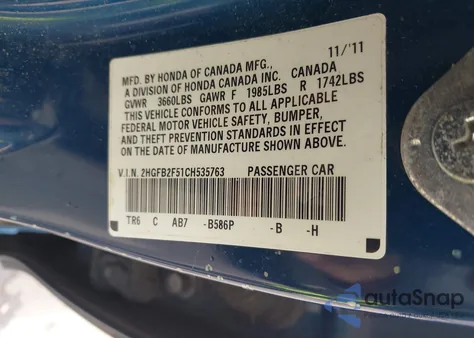 11/'11
MFD. BY HONDA OF CANADA MFG.,
A DIVISION OF HONDA CANADA INC. CANADA
GVWR 3660LBS GAWR F 1985LBS R 1742LBS
THIS VEHICLE CONFORMS TO ALL APPLICABLE
FEDERAL MOTOR VEHICLE SAFETY, BUMPER,
AND THEFT PREVENTION STANDARDS IN EFFECT
ON THE DATE OF MANUFACTURE SHOWN ABOVE.
V.I.N. 2HGFB2F51CH535763 PASSENGER CAR
TR6 C AB7 -B586P -B -H
autoSnap